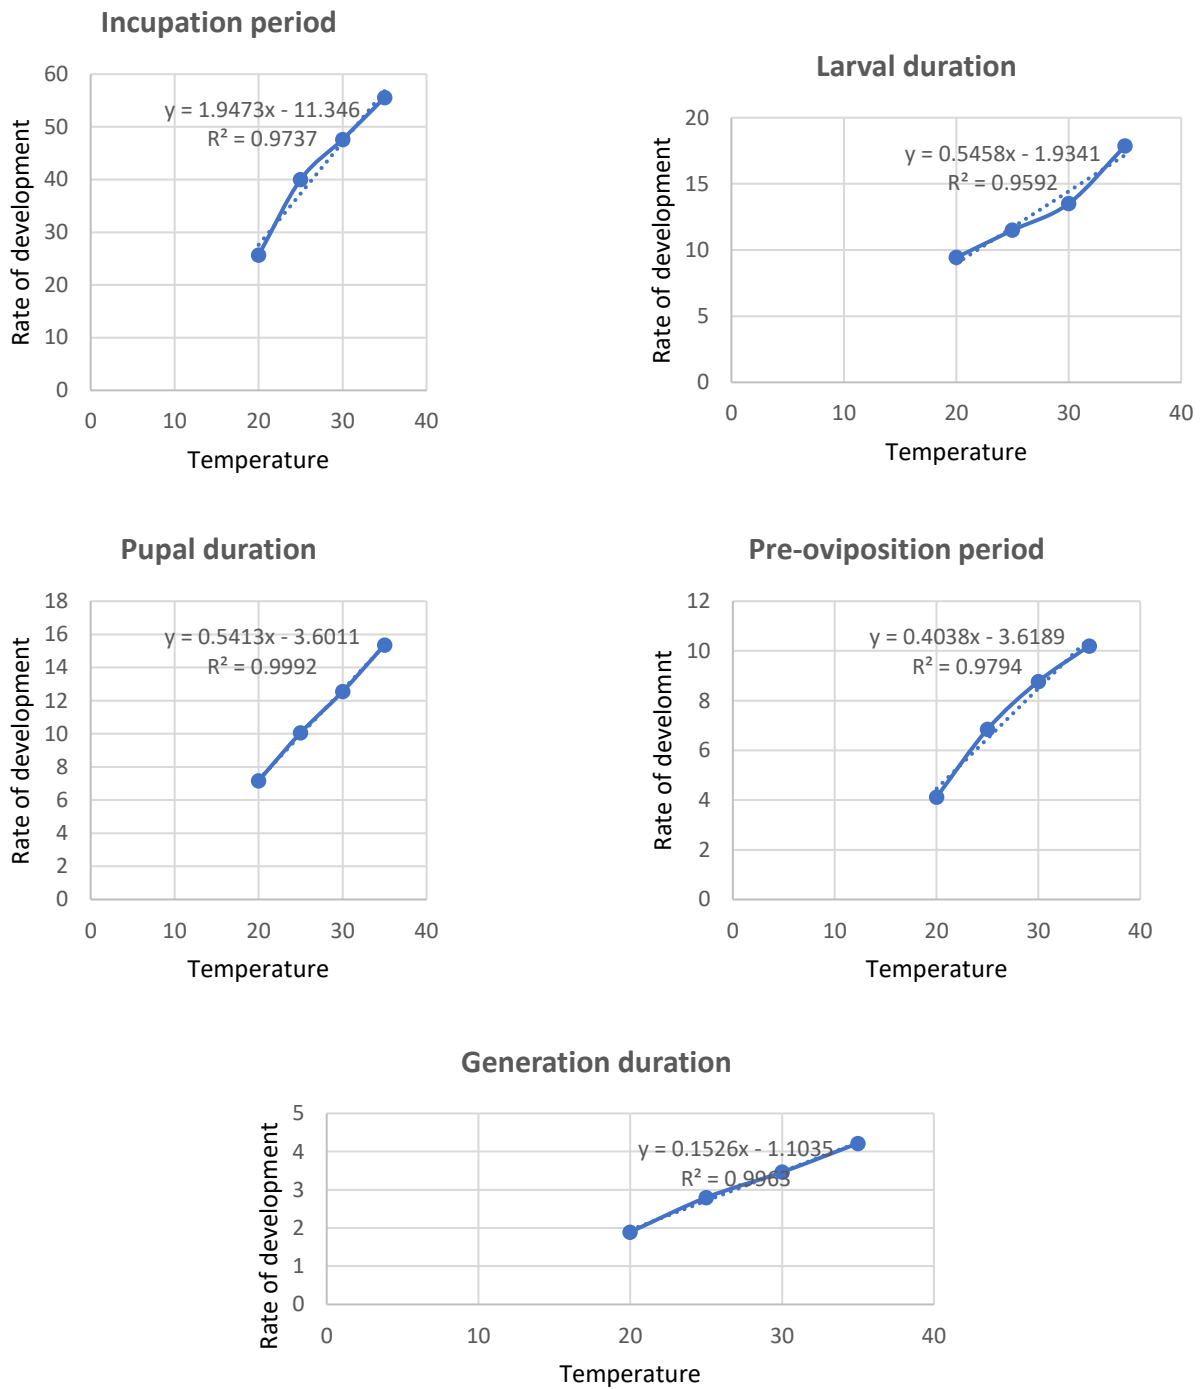 Incupation period
60
50
40
30
20
10
0
Rate of development
y = 1.9473x - 11.346
R² = 0.9737
0 10 20 30 40
Temperature
Larval duration
20
15
10
5
0
Rate of development
y = 0.5458x - 1.9341
R² = 0.9592
0 10 20 30 40
Temperature
Pupal duration
18
16
14
12
10
8
6
4
2
0
Rate of development
y = 0.5413x - 3.6011
R² = 0.9992
0 10 20 30 40
Temperature
Pre-oviposition period
12
10
8
6
4
2
0
Rate of develomnt
y = 0.4038x - 3.6189
R² = 0.9794
0 10 20 30 40
Temperature
Generation duration
5
4
3
2
1
0
Rate of development
y = 0.1526x - 1.1035
R² = 0.9963
0 10 20 30 40
Temperature